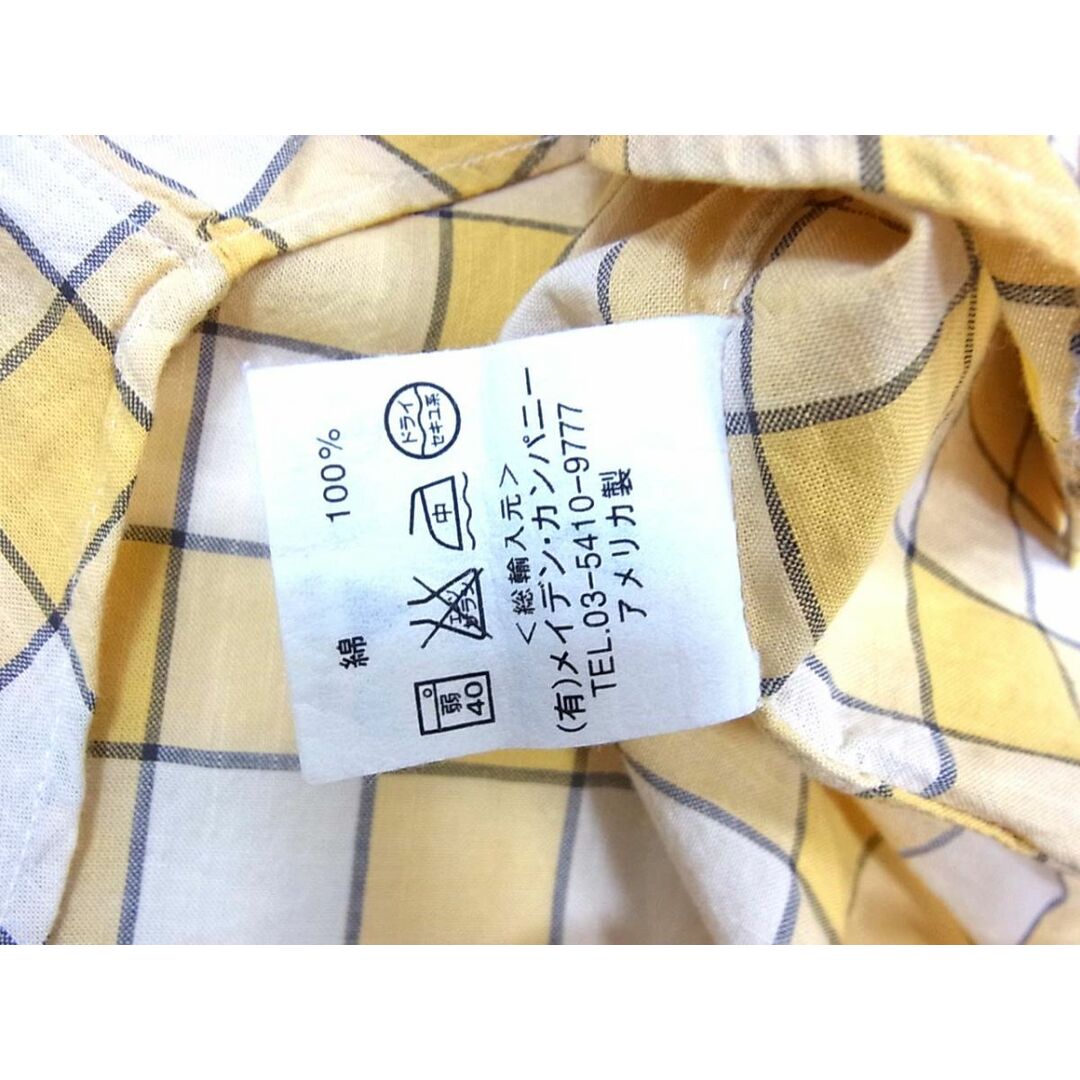 綿 100%
弱
40
エンソ
サラシ
中
ドライ
セキユ系
<総輸入元>
(有)メイデン・カンパニー
TEL.03-5410-9777
アメリカ製